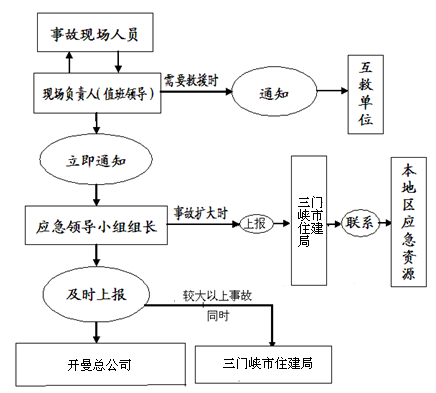 事故现场人员
现场负责人(值班领导)
需要救援时
通知
互救单位
立即通知
应急领导小组组长
事故扩大时
上报
三门峡市住建局
联系
本地区应急资源
及时上报
较大以上事故
同时
开曼总公司
三门峡市住建局